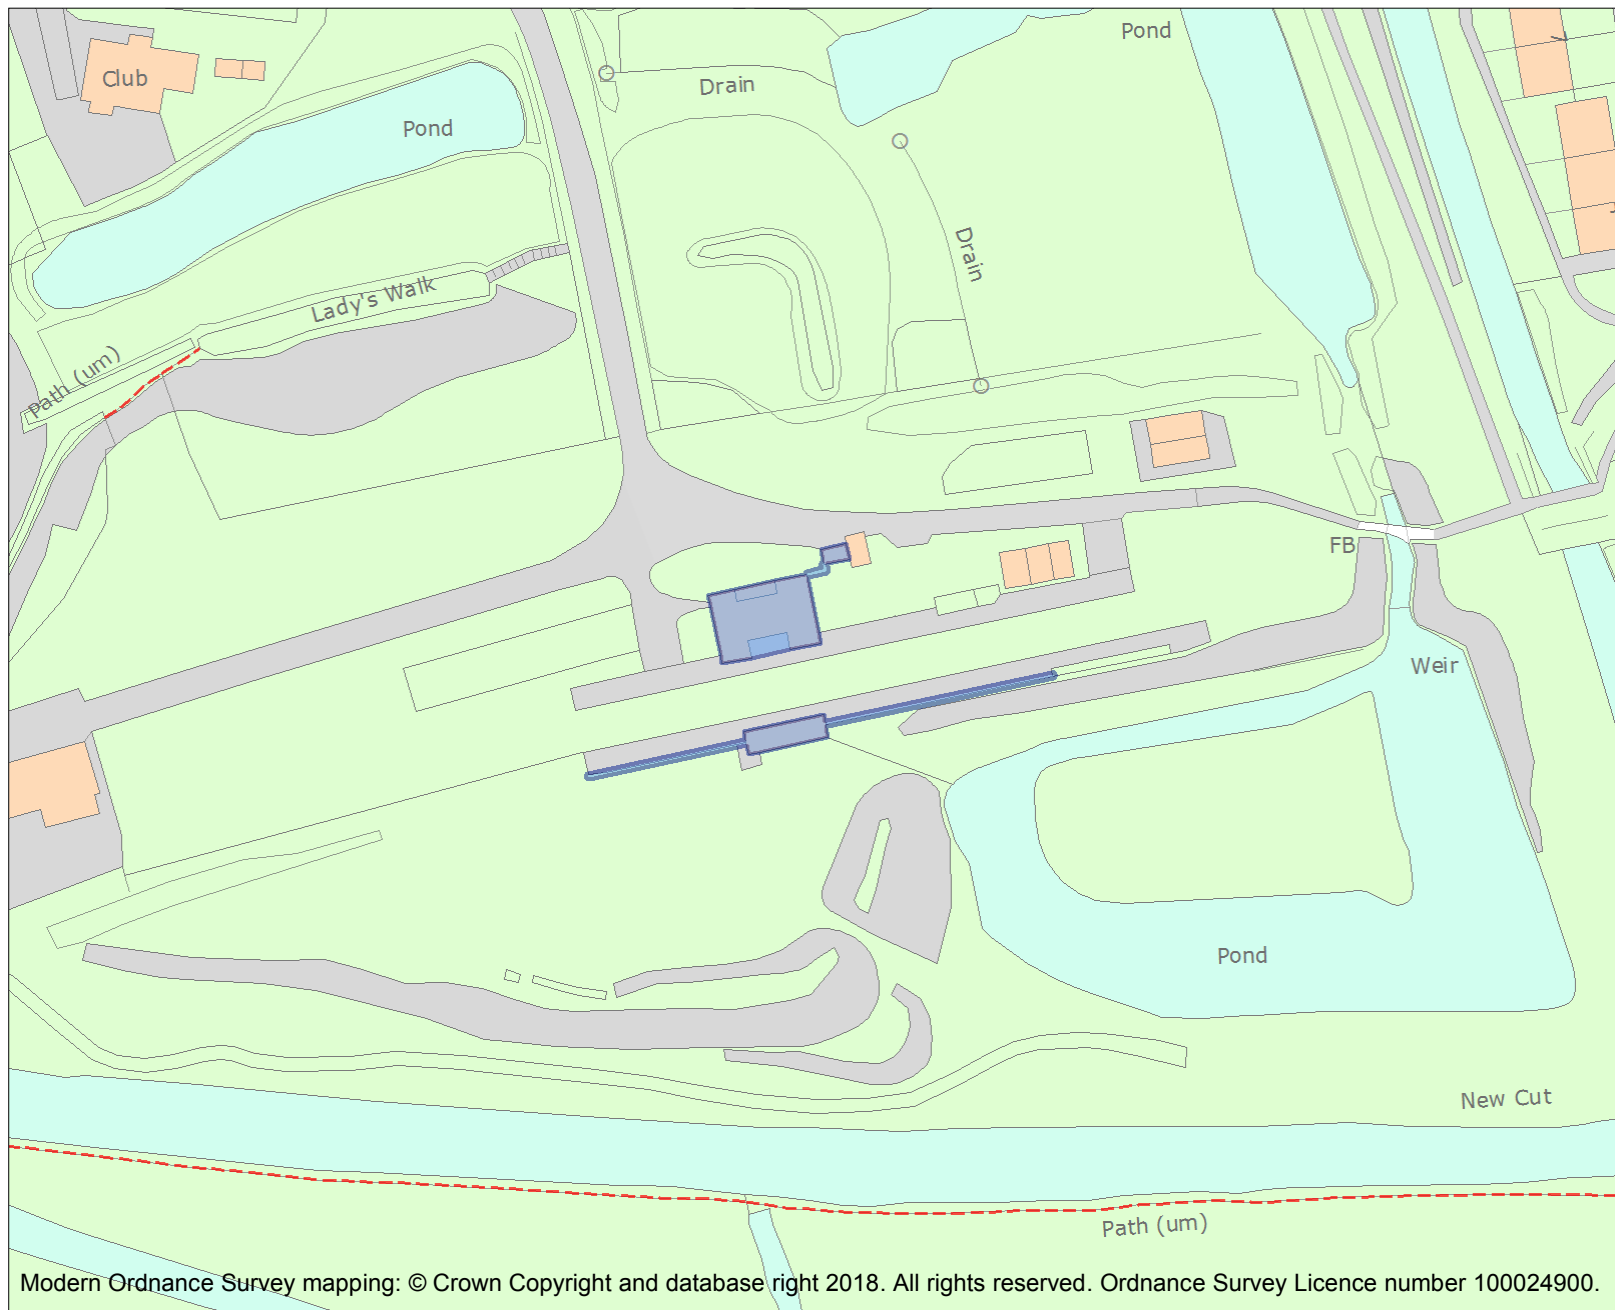 Pond
Club
Drain
Pond
Drain
Lady's Walk
Path (um)
FB
Weir
Pond
New Cut
Path (um)
Modern Ordnance Survey mapping: © Crown Copyright and database right 2018. All rights reserved. Ordnance Survey Licence number 100024900.